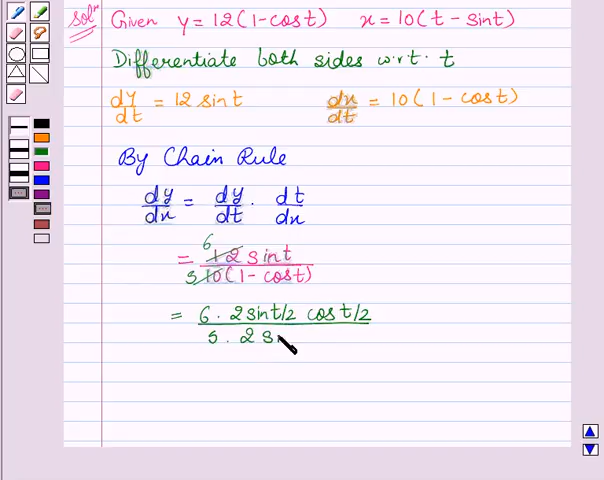 Solⁿ Given y = 12(1-cost) x = 10(t - sint)
Differentiate both sides w.r.t. t
dy/dt = 12 sint dx/dt = 10(1 - cost)
By Chain Rule
dy/dx = dy/dt . dt/dx
= 6 12 sint / 5 10(1 - cost)
= 6 . 2sint/2 cost/2 / 5 . 2 s